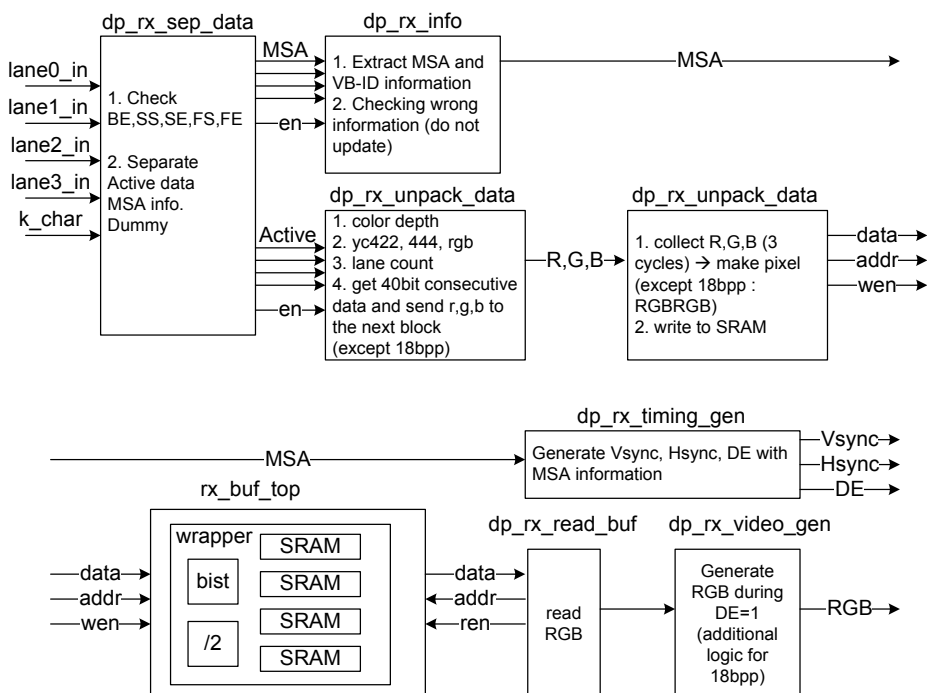 dp_rx_sep_data
dp_rx_info
lane0_in
lane1_in
lane2_in
lane3_in
k_char
1. Check
BE,SS,SE,FS,FE
2. Separate
Active data
MSA info.
Dummy
MSA
en
1. Extract MSA and
VB-ID information
2. Checking wrong
information (do not
update)
MSA
dp_rx_unpack_data
dp_rx_unpack_data
Active
en
1. color depth
2. yc422, 444, rgb
3. lane count
4. get 40bit consecutive
data and send r,g,b to
the next block
(except 18bpp)
R,G,B
1. collect R,G,B (3
cycles) → make pixel
(except 18bpp :
RGBRGB)
2. write to SRAM
data
addr
wen
dp_rx_timing_gen
MSA
Generate Vsync, Hsync, DE with
MSA information
Vsync
Hsync
DE
rx_buf_top
dp_rx_read_buf
dp_rx_video_gen
data
addr
wen
wrapper
bist
/2
SRAM
SRAM
SRAM
SRAM
data
addr
ren
read
RGB
Generate
RGB during
DE=1
(additional
logic for
18bpp)
RGB